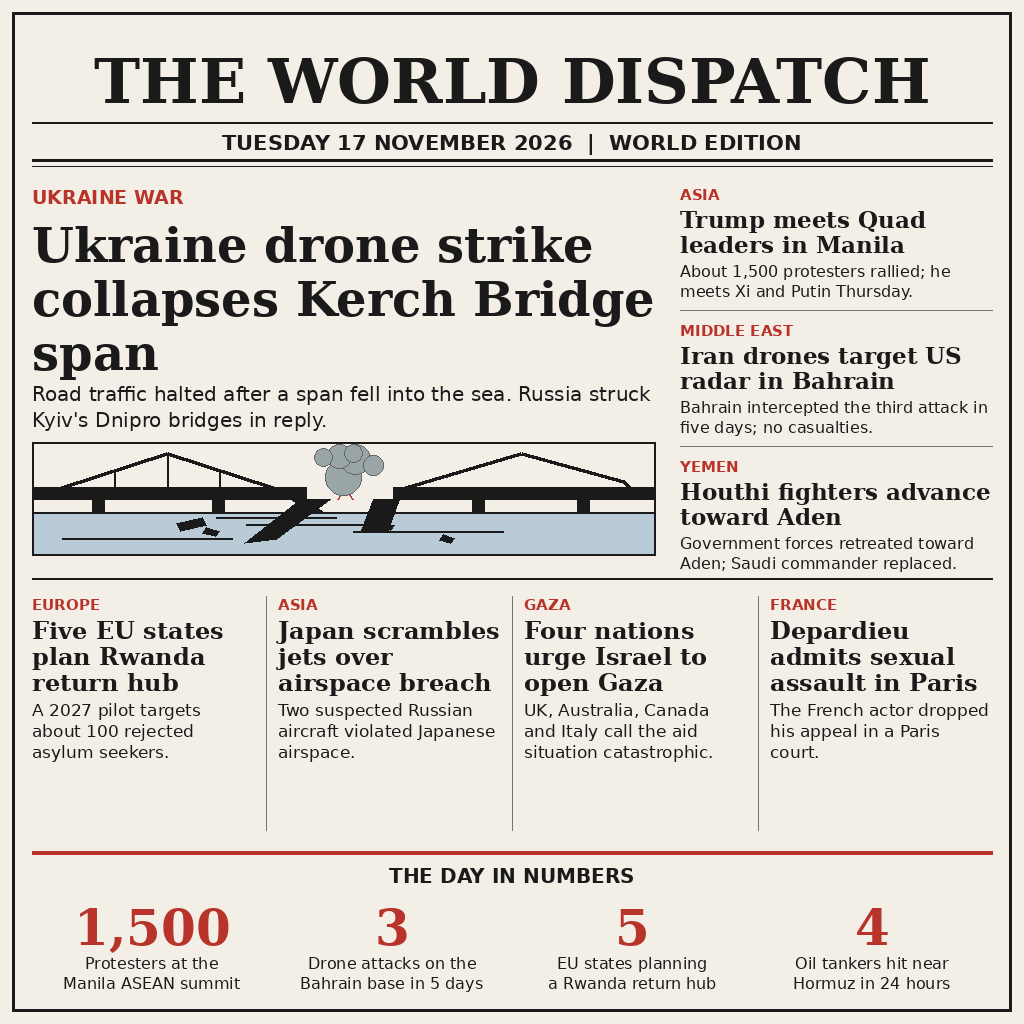 THE WORLD DISPATCH
TUESDAY 17 NOVEMBER 2026 | WORLD EDITION
UKRAINE WAR
Ukraine drone strike
collapses Kerch Bridge
span
Road traffic halted after a span fell into the sea. Russia struck
Kyiv's Dnipro bridges in reply.
ASIA
Trump meets Quad
leaders in Manila
About 1,500 protesters rallied; he
meets Xi and Putin Thursday.
MIDDLE EAST
Iran drones target US
radar in Bahrain
Bahrain intercepted the third attack in
five days; no casualties.
YEMEN
Houthi fighters advance
toward Aden
Government forces retreated toward
Aden; Saudi commander replaced.
EUROPE
Five EU states
plan Rwanda
return hub
A 2027 pilot targets
about 100 rejected
asylum seekers.
ASIA
Japan scrambles
jets over
airspace breach
Two suspected Russian
aircraft violated Japanese
airspace.
GAZA
Four nations
urge Israel to
open Gaza
UK, Australia, Canada
and Italy call the aid
situation catastrophic.
FRANCE
Depardieu
admits sexual
assault in Paris
The French actor dropped
his appeal in a Paris
court.
THE DAY IN NUMBERS
1,500
Protesters at the
Manila ASEAN summit
3
Drone attacks on the
Bahrain base in 5 days
5
EU states planning
a Rwanda return hub
4
Oil tankers hit near
Hormuz in 24 hours